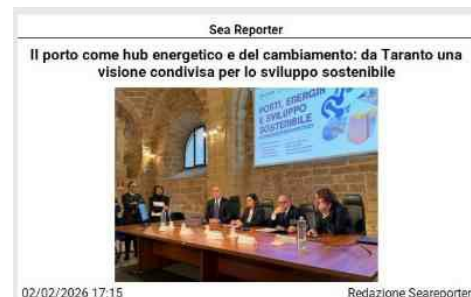 Sea Reporter
Il porto come hub energetico e del cambiamento: da Taranto una
visione condivisa per lo sviluppo sostenibile
PORTI, ENERGIA
E SVILUPPO
SOSTENIBILE
02/02/2026 17:15
Redazione Seareporter